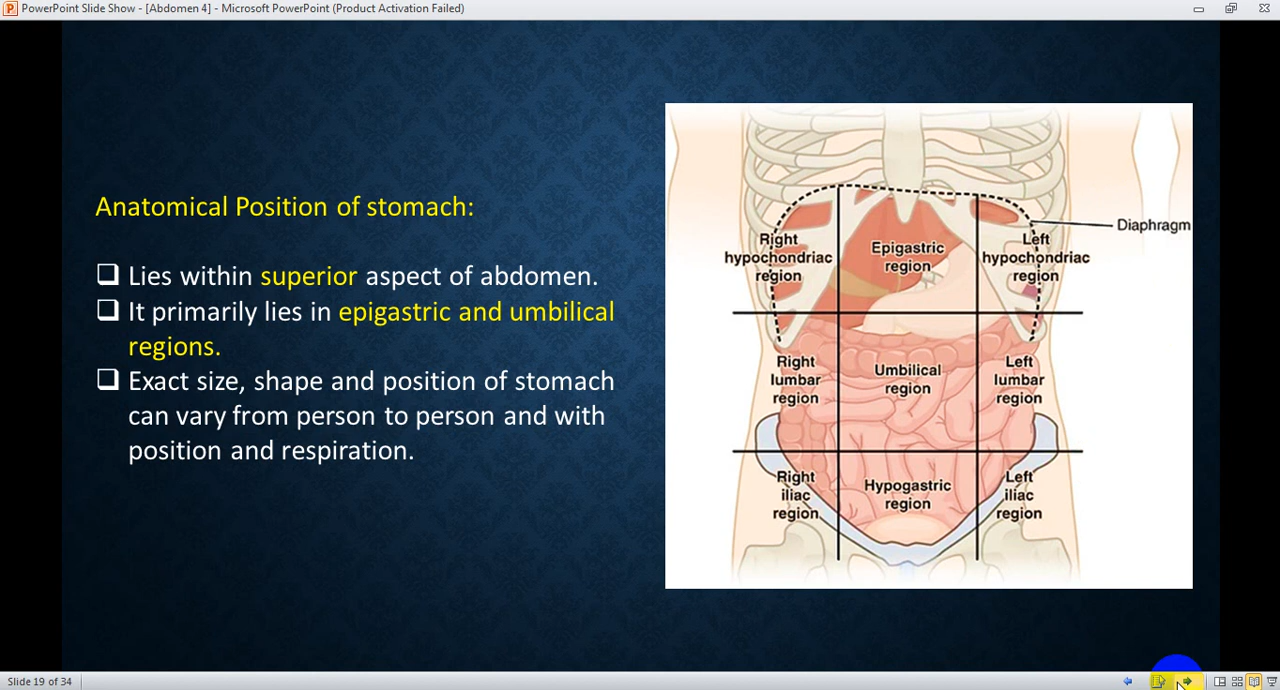 PowerPoint Slide Show - [Abdomen 4] - Microsoft PowerPoint (Product Activation Failed)
Anatomical Position of stomach:
Lies within superior aspect of abdomen.
It primarily lies in epigastric and umbilical
regions.
Exact size, shape and position of stomach
can vary from person to person and with
position and respiration.
Diaphragm
Right
hypochondriac
region
Epigastric
region
Left
hypochondriac
region
Right
lumbar
region
Umbilical
region
Left
lumbar
region
Right
iliac
region
Hypogastric
region
Left
iliac
region
Slide 19 of 34